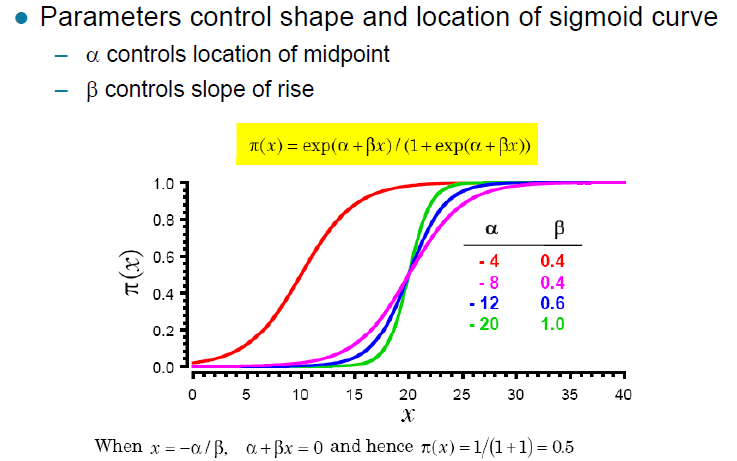 ● Parameters control shape and location of sigmoid curve
– α controls location of midpoint
– β controls slope of rise
π(x) = exp(α + βx) / (1 + exp(α + βx))
1.0
0.8
0.6
0.4
0.2
0.0
π(x)
α β
- 4 0.4
- 8 0.4
- 12 0.6
- 20 1.0
0 5 10 15 20 25 30 35 40
x
When x = −α/β, α+βx = 0 and hence π(x) = 1/(1+1) = 0.5